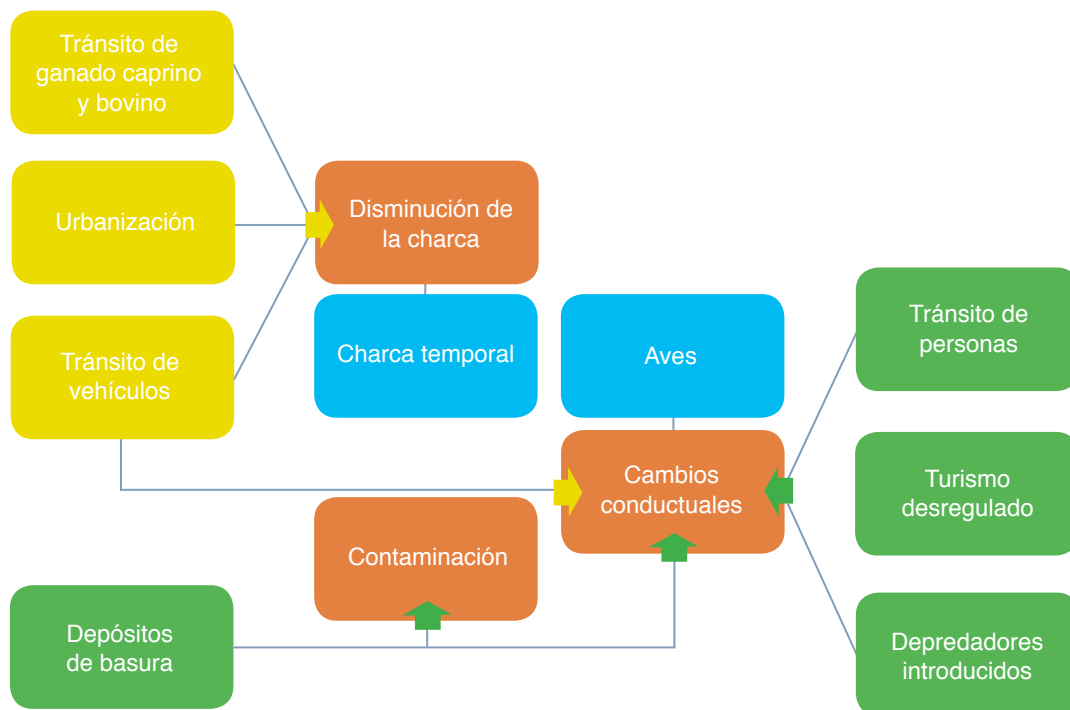 Tránsito de
ganado caprino
y bovino
Urbanización
Disminución de
la charca
Tránsito de
vehículos
Charca temporal
Aves
Tránsito de
personas
Cambios
conductuales
Turismo
desregulado
Contaminación
Depósitos
de basura
Depredadores
introducidos